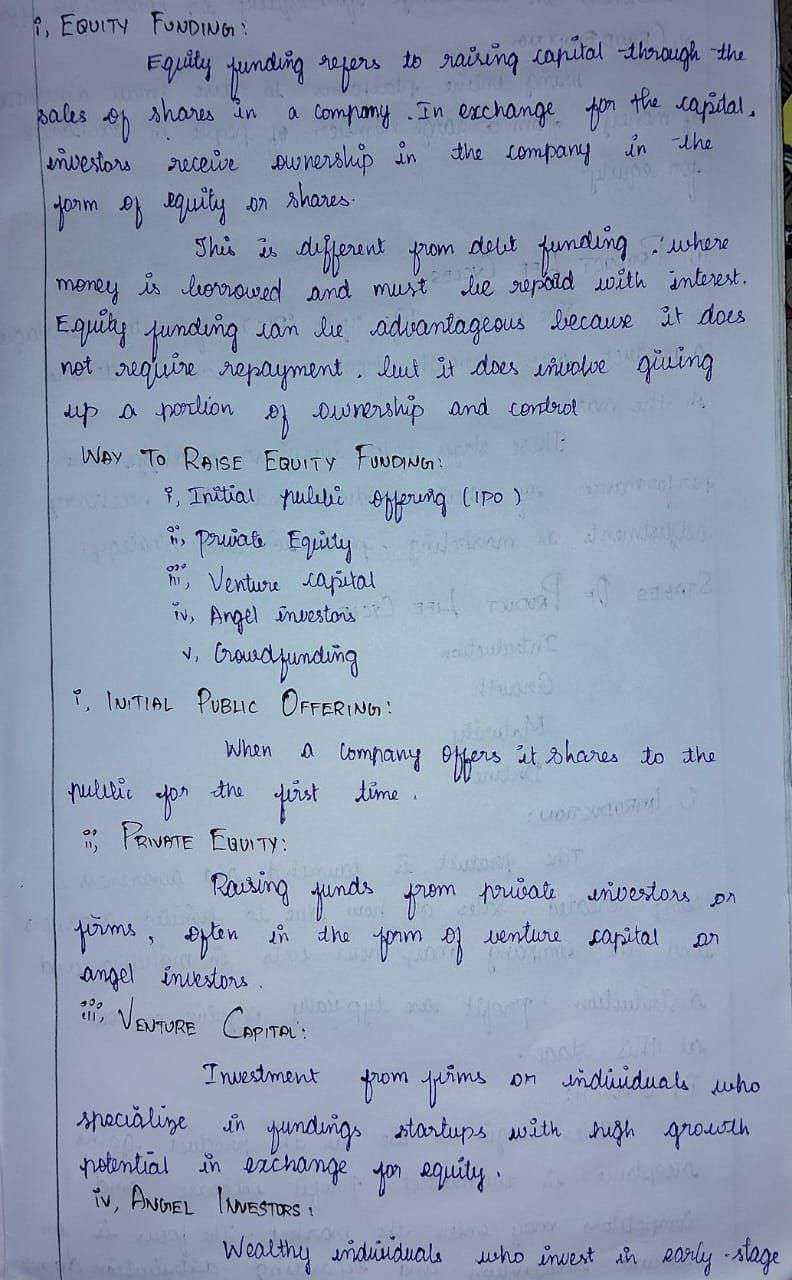 i, EQUITY FUNDING:
Equity funding refers to raising capital through the
sales of shares in a company. In exchange for the capital,
investors receive ownership in the company in the
form of equity or shares.
This is different from debt funding, where
money is borrowed and must be repaid with interest.
Equity funding can be advantageous because it does
not require repayment, but it does involve giving
up a portion of ownership and control
WAY TO RAISE EQUITY FUNDING:
i, Initial public offering (IPO)
ii, private Equity
iii, Venture capital
iv, Angel investors
v, Crowdfunding
i, INITIAL PUBLIC OFFERING:
When a company offers it shares to the
public for the first time.
ii, PRIVATE EQUITY:
Raising funds from private investors or
firms, often in the form of venture capital or
angel investors.
iii, VENTURE CAPITAL:
Investment from firms or individuals who
specialize in fundings startups with high growth
potential in exchange for equity.
iv, ANGEL INVESTORS:
Wealthy individuals who invest in early-stage